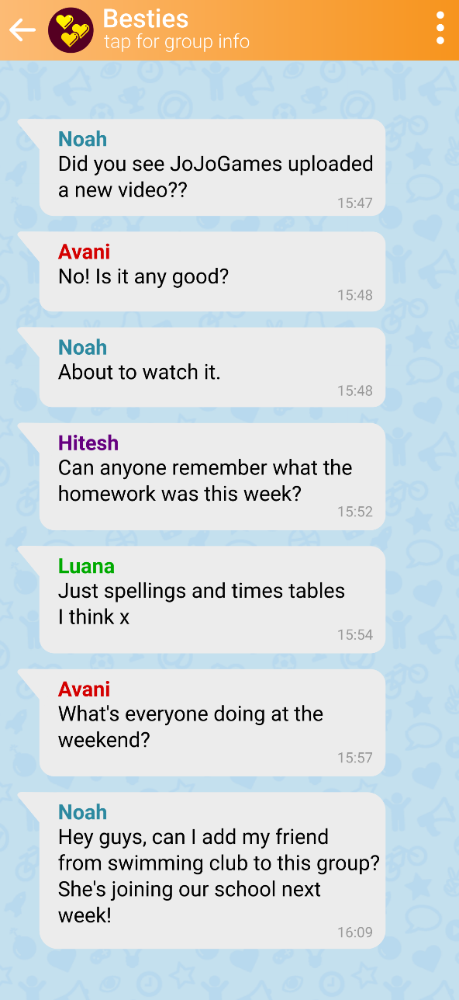 Besties
tap for group info
Noah
Did you see JoJoGames uploaded
a new video??
15:47
Avani
No! Is it any good?
15:48
Noah
About to watch it.
15:48
Hitesh
Can anyone remember what the
homework was this week?
15:52
Luana
Just spellings and times tables
I think x
15:54
Avani
What's everyone doing at the
weekend?
15:57
Noah
Hey guys, can I add my friend
from swimming club to this group?
She's joining our school next
week!
16:09